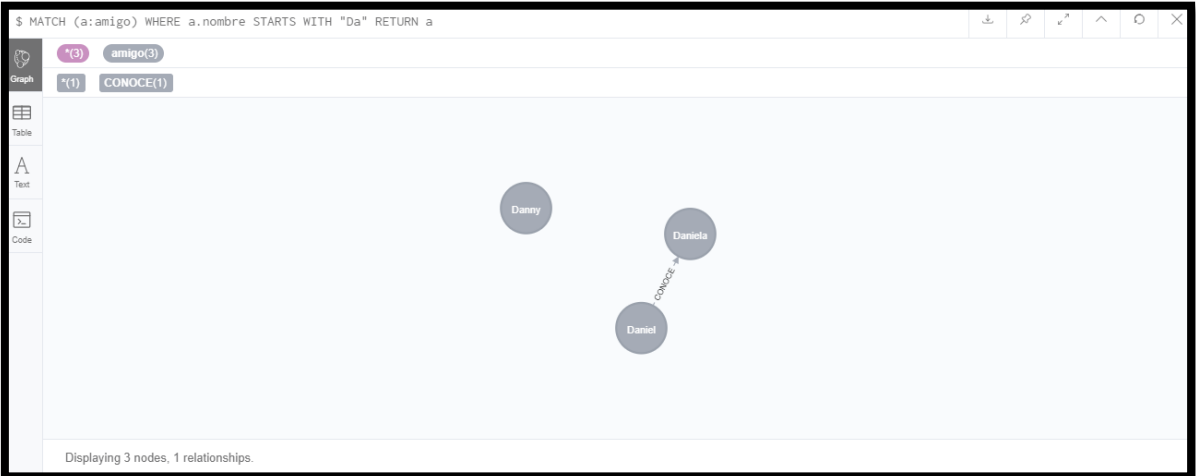 $ MATCH (a:amigo) WHERE a.nombre STARTS WITH "Da" RETURN a
*(3) amigo(3)
Graph
*(1) CONOCE(1)
Table
A
Text
Code
Danny
Daniela
CONOCE
Daniel
Displaying 3 nodes, 1 relationships.